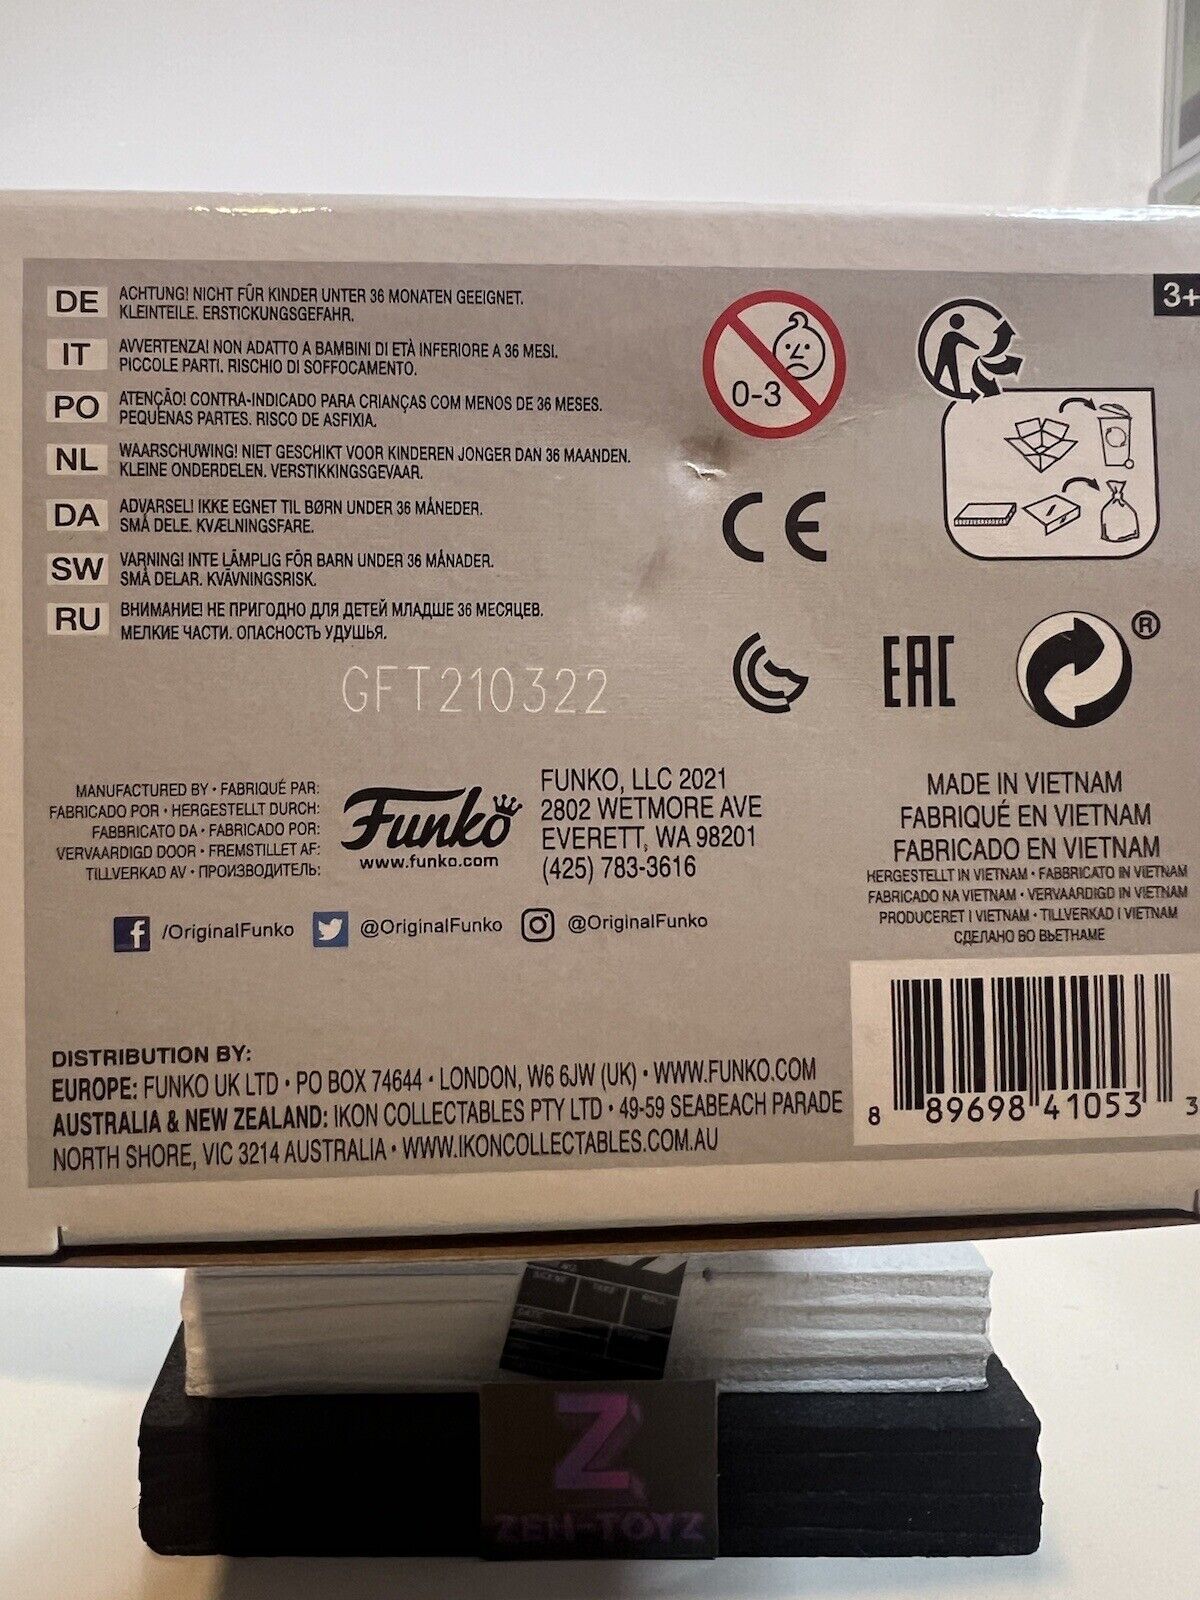 DE ACHTUNG! NICHT FÜR KINDER UNTER 36 MONATEN GEEIGNET.
KLEINTEILE. ERSTICKUNGSGEFAHR.
IT AVVERTENZA! NON ADATTO A BAMBINI DI ETÀ INFERIORE A 36 MESI.
PICCOLE PARTI. RISCHIO DI SOFFOCAMENTO.
PO ATENÇÃO! CONTRA-INDICADO PARA CRIANÇAS COM MENOS DE 36 MESES.
PEQUENAS PARTES. RISCO DE ASFIXIA.
NL WAARSCHUWING! NIET GESCHIKT VOOR KINDEREN JONGER DAN 36 MAANDEN.
KLEINE ONDERDELEN. VERSTIKKINGSGEVAAR.
DA ADVARSEL! IKKE EGNET TIL BØRN UNDER 36 MÅNEDER.
SMÅ DELE. KVÆLNINGSFARE.
SW VARNING! INTE LÄMPLIG FÖR BARN UNDER 36 MÅNADER.
SMÅ DELAR. KVÄVNINGSRISK.
RU ВНИМАНИЕ! НЕ ПРИГОДНО ДЛЯ ДЕТЕЙ МЛАДШЕ 36 МЕСЯЦЕВ.
МЕЛКИЕ ЧАСТИ. ОПАСНОСТЬ УДУШЬЯ.
0-3
3+
CE
EAC
®
GFT210322
MANUFACTURED BY • FABRIQUÉ PAR:
FABRICADO POR • HERGESTELLT DURCH:
FABBRICATO DA • FABRICADO POR:
VERVAARDIGD DOOR • FREMSTILLET AF:
TILLVERKAD AV • ПРОИЗВОДИТЕЛЬ:
Funko
www.funko.com
FUNKO, LLC 2021
2802 WETMORE AVE
EVERETT, WA 98201
(425) 783-3616
MADE IN VIETNAM
FABRIQUÉ EN VIETNAM
FABRICADO EN VIETNAM
HERGESTELLT IN VIETNAM • FABBRICATO IN VIETNAM
FABRICADO NA VIETNAM • VERVAARDIGD IN VIETNAM
PRODUCERET I VIETNAM • TILLVERKAD I VIETNAM
СДЕЛАНО ВО ВЬЕТНАМЕ
/OriginalFunko @OriginalFunko @OriginalFunko
DISTRIBUTION BY:
EUROPE: FUNKO UK LTD • PO BOX 74644 • LONDON, W6 6JW (UK) • WWW.FUNKO.COM
AUSTRALIA & NEW ZEALAND: IKON COLLECTABLES PTY LTD • 49-59 SEABEACH PARADE
NORTH SHORE, VIC 3214 AUSTRALIA • WWW.IKONCOLLECTABLES.COM.AU
8 89698 41053 3
Z
ZEN-TOYZ